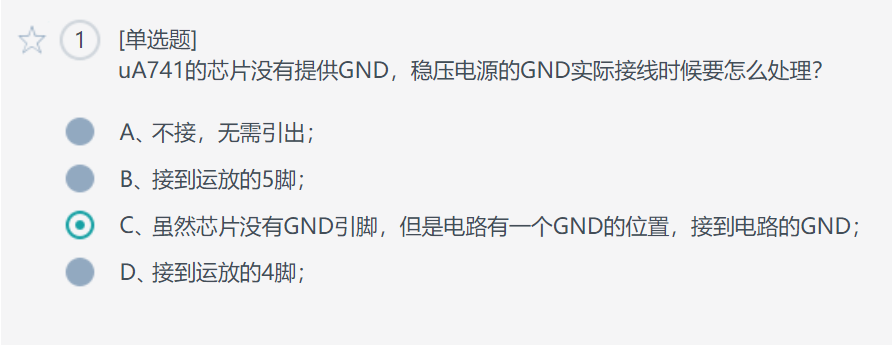 1 [单选题]
uA741的芯片没有提供GND，稳压电源的GND实际接线时候要怎么处理？
A、不接，无需引出；
B、接到运放的5脚；
C、虽然芯片没有GND引脚，但是电路有一个GND的位置，接到电路的GND；
D、接到运放的4脚；